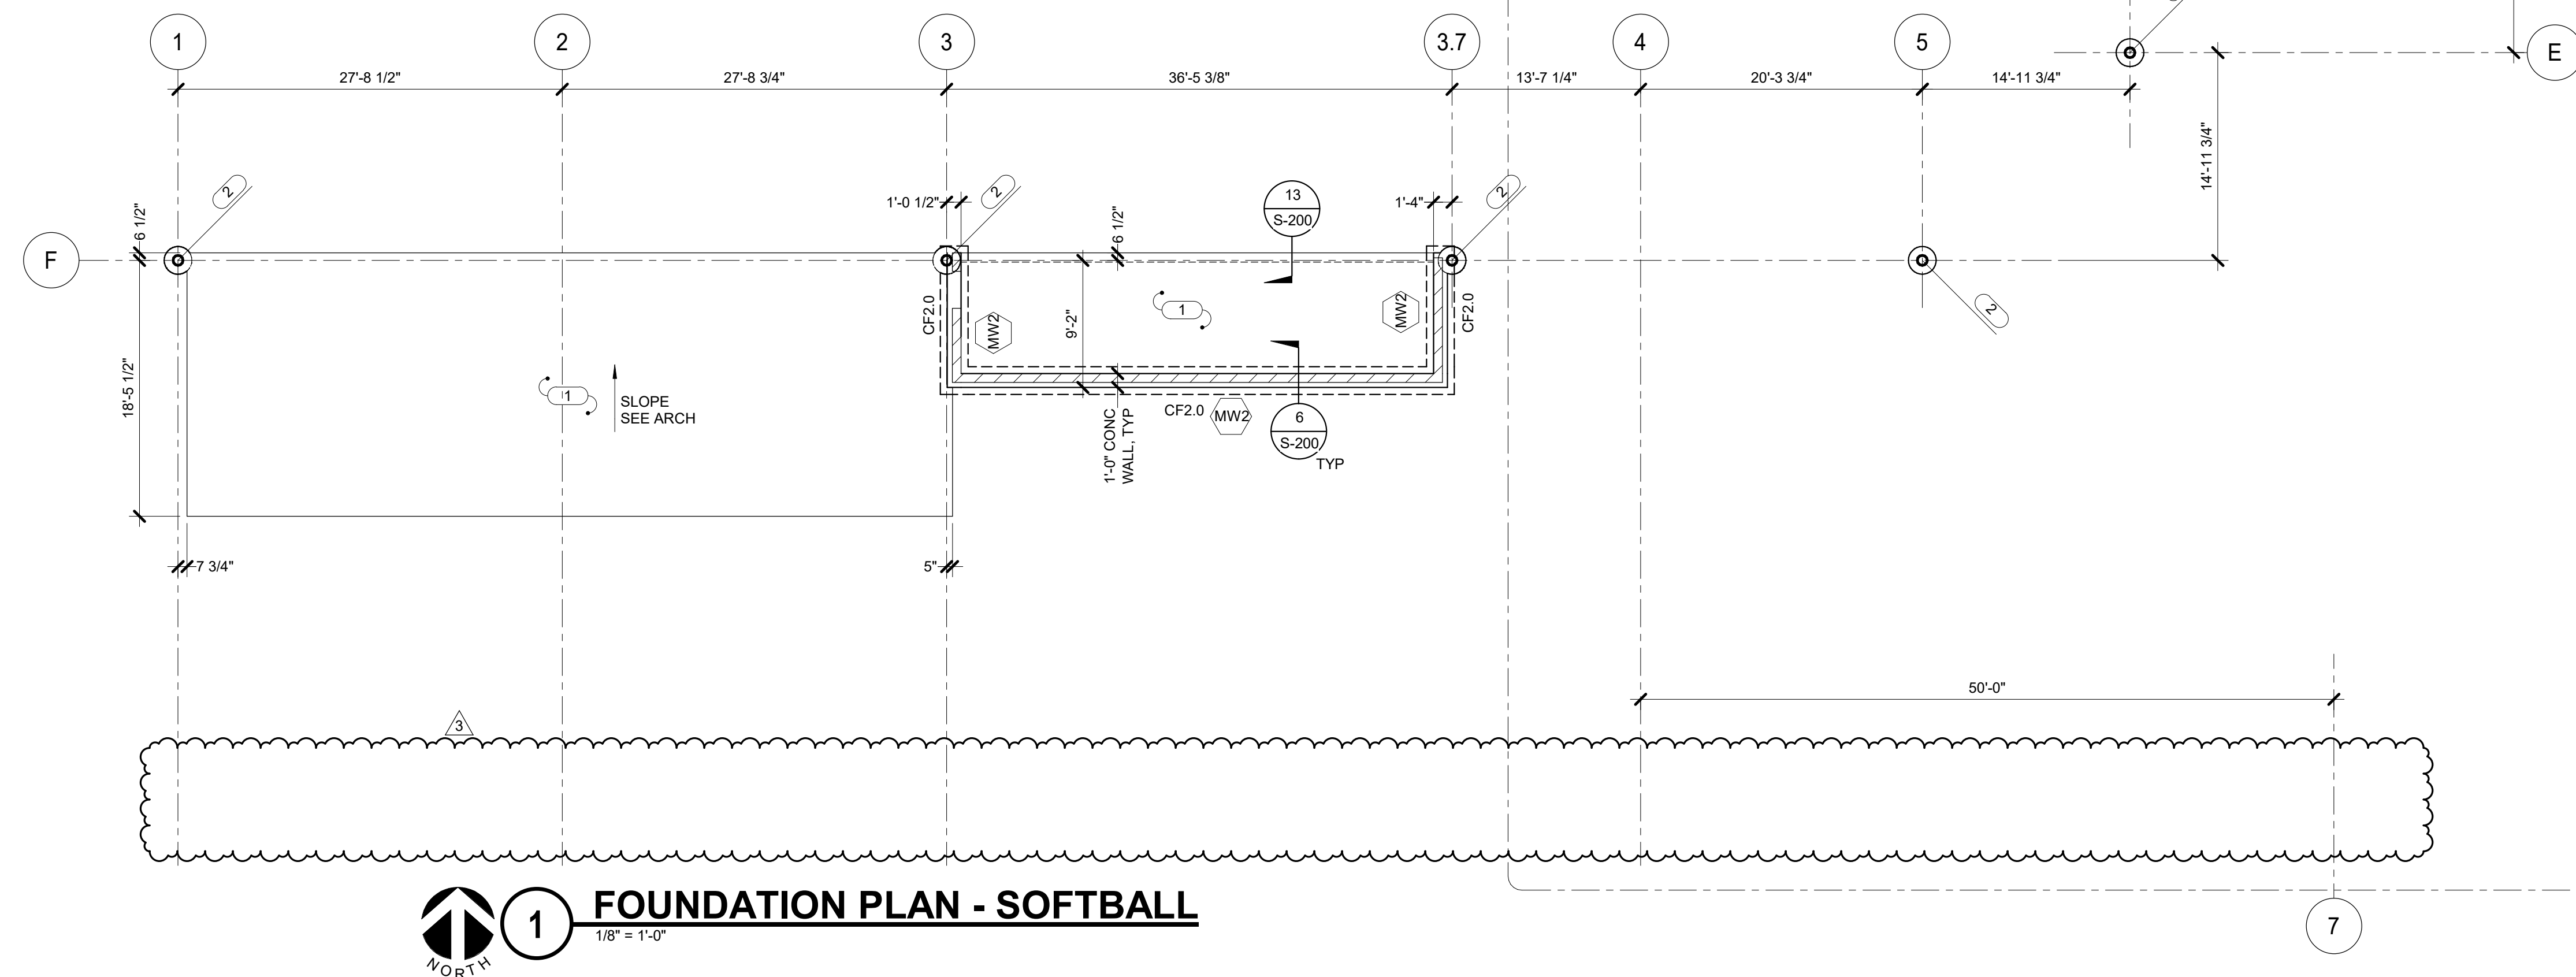 1
2
3
3.7
4
5
E
27'-8 1/2"
27'-8 3/4"
36'-5 3/8"
13'-7 1/4"
20'-3 3/4"
14'-11 3/4"
14'-11 3/4"
2
2
2
13
S-200
6 1/2"
1'-0 1/2"
6 1/2"
1'-4"
F
CF2.0
MW2
9'-2"
1
MW2
CF2.0
2
18'-5 1/2"
1
SLOPE
SEE ARCH
1'-0" CONC
WALL, TYP
CF2.0
MW2
6
S-200
TYP
7 3/4"
5"
50'-0"
3
1
FOUNDATION PLAN - SOFTBALL
1/8" = 1'-0"
NORTH
7